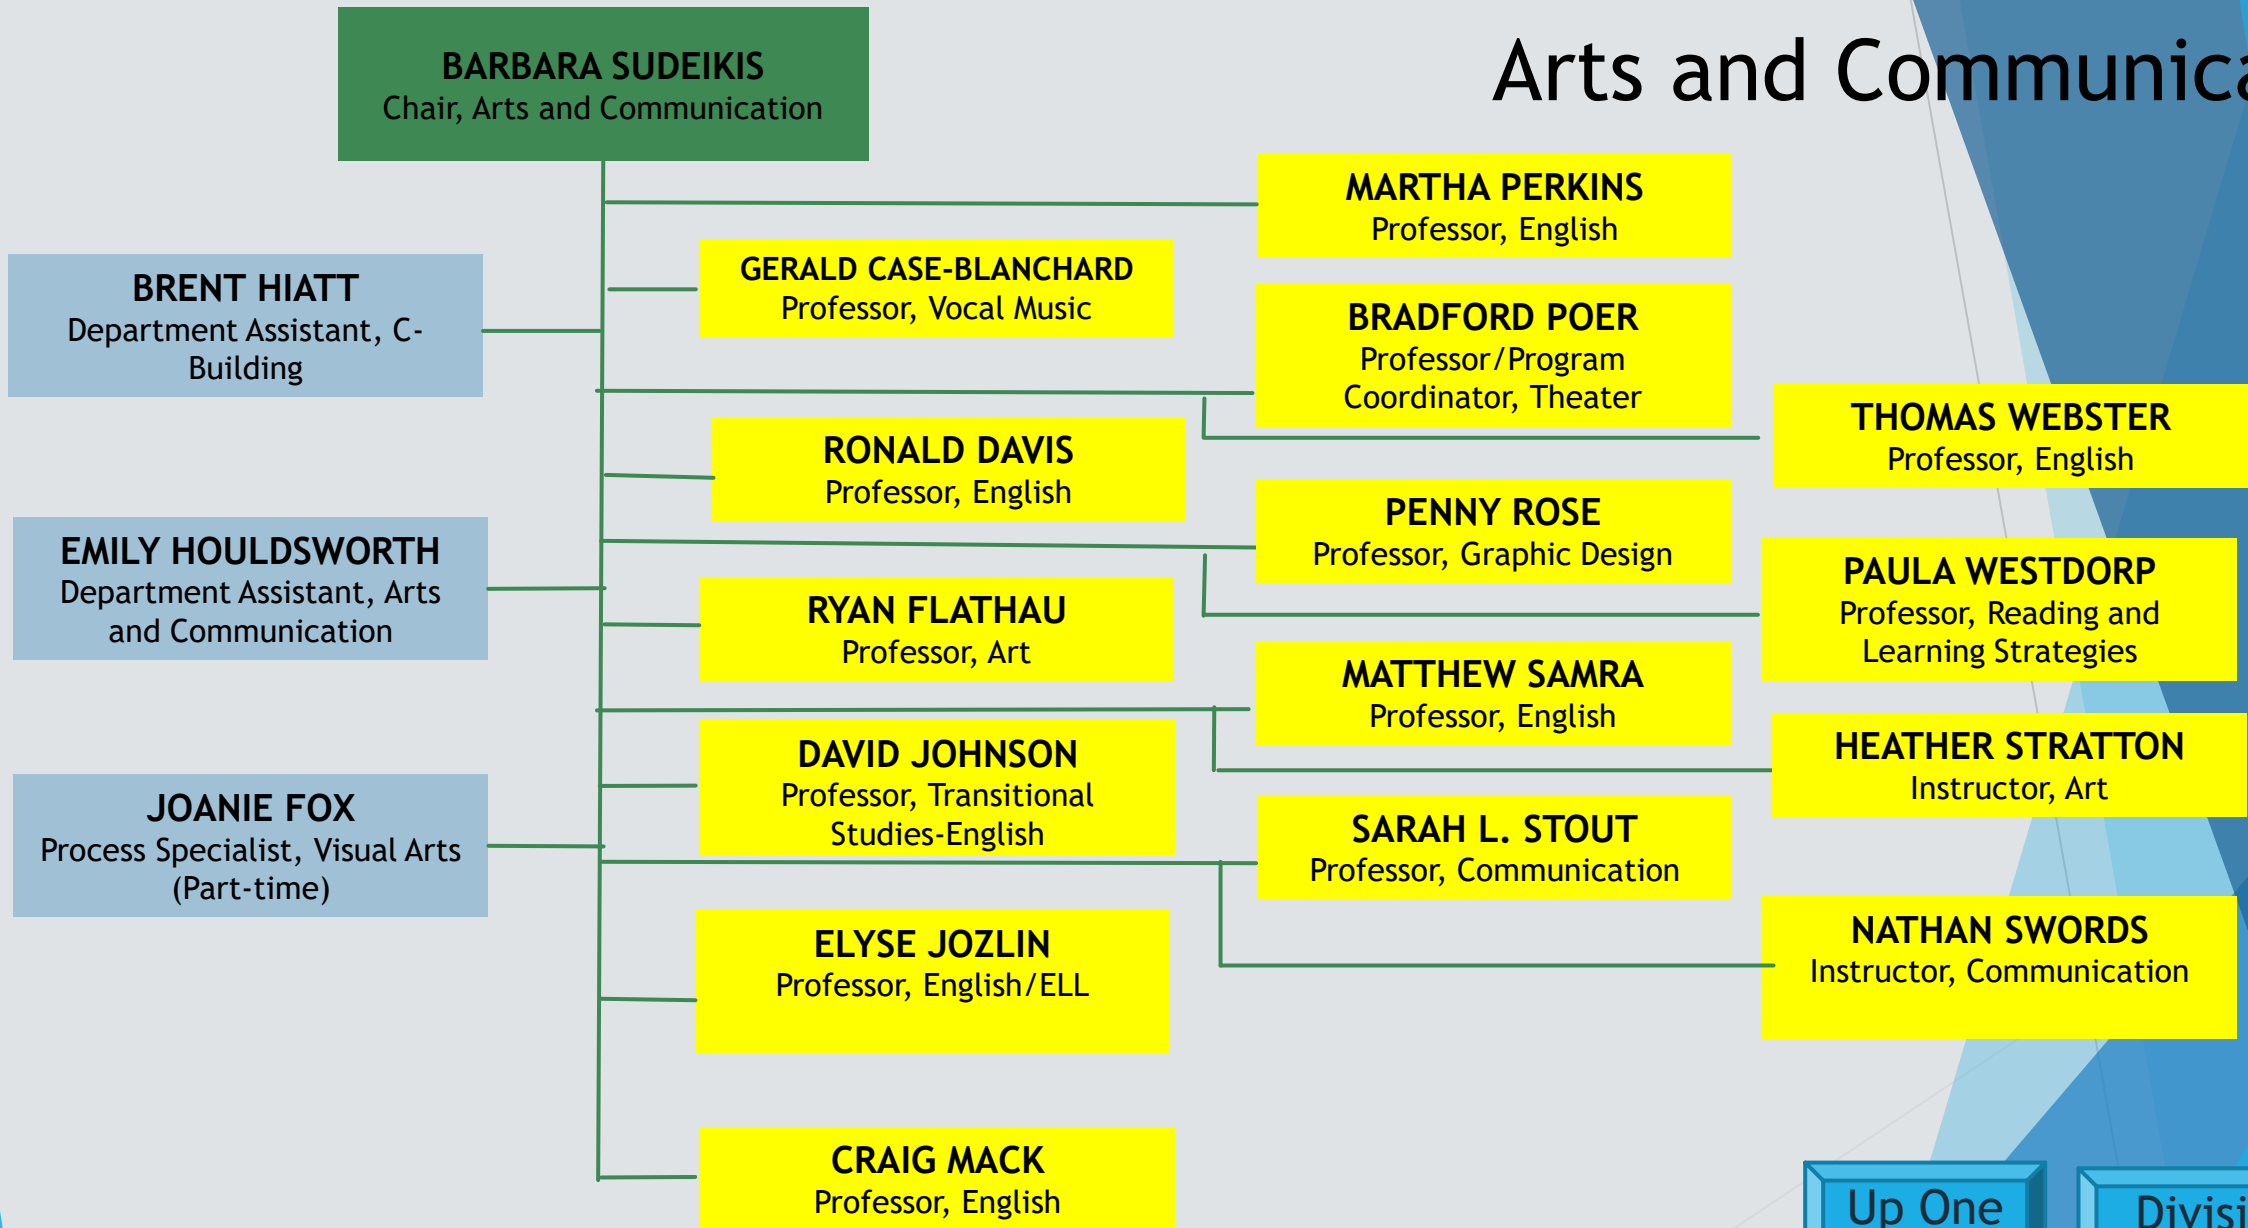 Arts and Communica
BARBARA SUDEIKIS
Chair, Arts and Communication
BRENT HIATT
Department Assistant, C-
Building
EMILY HOULDSWORTH
Department Assistant, Arts
and Communication
JOANIE FOX
Process Specialist, Visual Arts
(Part-time)
GERALD CASE-BLANCHARD
Professor, Vocal Music
RONALD DAVIS
Professor, English
RYAN FLATHAU
Professor, Art
DAVID JOHNSON
Professor, Transitional
Studies-English
ELYSE JOZLIN
Professor, English/ELL
CRAIG MACK
Professor, English
MARTHA PERKINS
Professor, English
BRADFORD POER
Professor/Program
Coordinator, Theater
PENNY ROSE
Professor, Graphic Design
MATTHEW SAMRA
Professor, English
SARAH L. STOUT
Professor, Communication
THOMAS WEBSTER
Professor, English
PAULA WESTDORP
Professor, Reading and
Learning Strategies
HEATHER STRATTON
Instructor, Art
NATHAN SWORDS
Instructor, Communication
Up One
Divisi